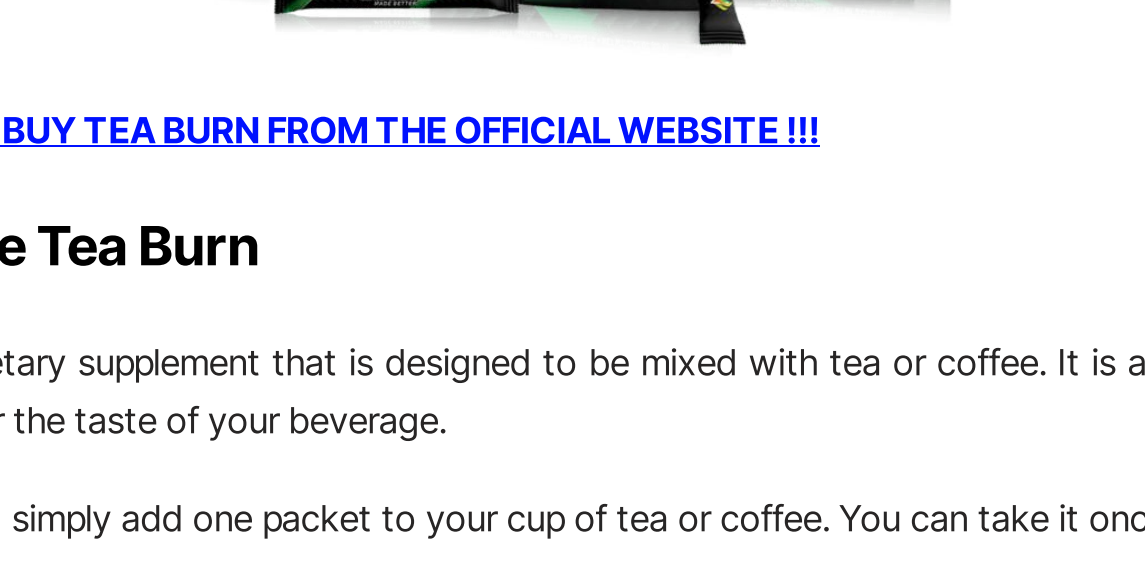 MADE BETTER
BUY TEA BURN FROM THE OFFICIAL WEBSITE !!!
e Tea Burn
etary supplement that is designed to be mixed with tea or coffee. It is a
r the taste of your beverage.
simply add one packet to your cup of tea or coffee. You can take it onc